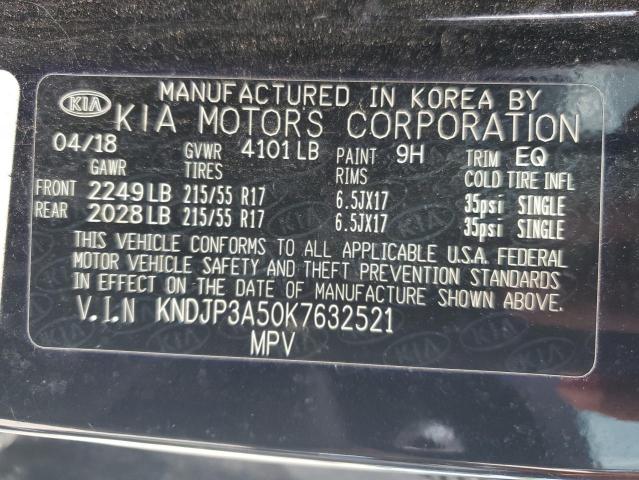 MANUFACTURED IN KOREA BY
KIA KIA MOTORS CORPORATION
04/18 GVWR 4101 LB PAINT 9H TRIM EQ
GAWR TIRES RIMS COLD TIRE INFL
FRONT 2249 LB 215/55 R17 6.5JX17 35psi SINGLE
REAR 2028 LB 215/55 R17 6.5JX17 35psi SINGLE
THIS VEHICLE CONFORMS TO ALL APPLICABLE U.S.A. FEDERAL
MOTOR VEHICLE SAFETY AND THEFT PREVENTION STANDARDS
IN EFFECT ON THE DATE OF MANUFACTURE SHOWN ABOVE.
V.I.N KNDJP3A50K7632521
MPV